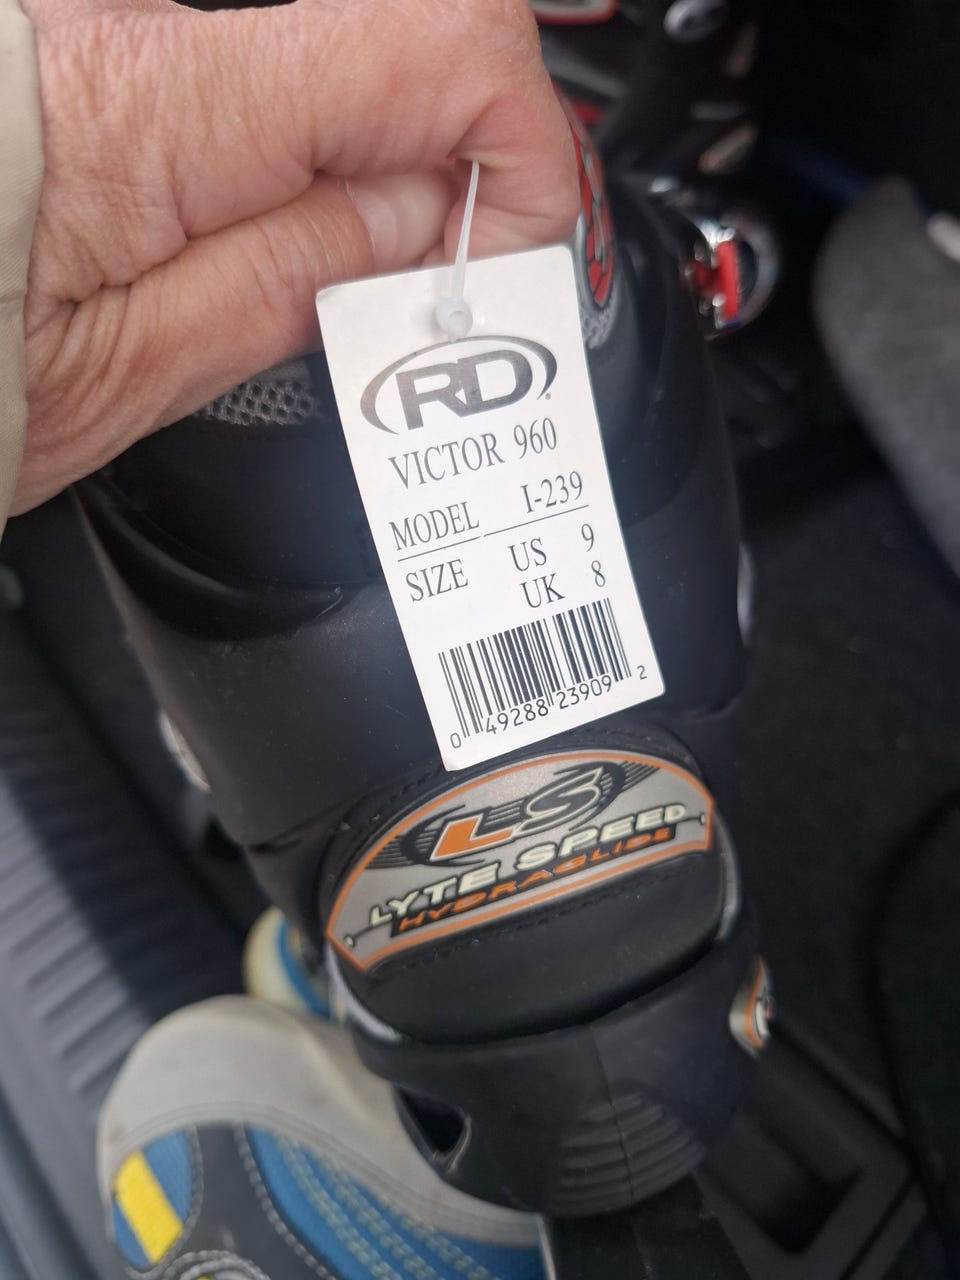 RD®
VICTOR 960
MODEL I-239
SIZE US 9
UK 8
0 49288 23909 2
LS
LYTE SPEED
HYDRAGLIDE